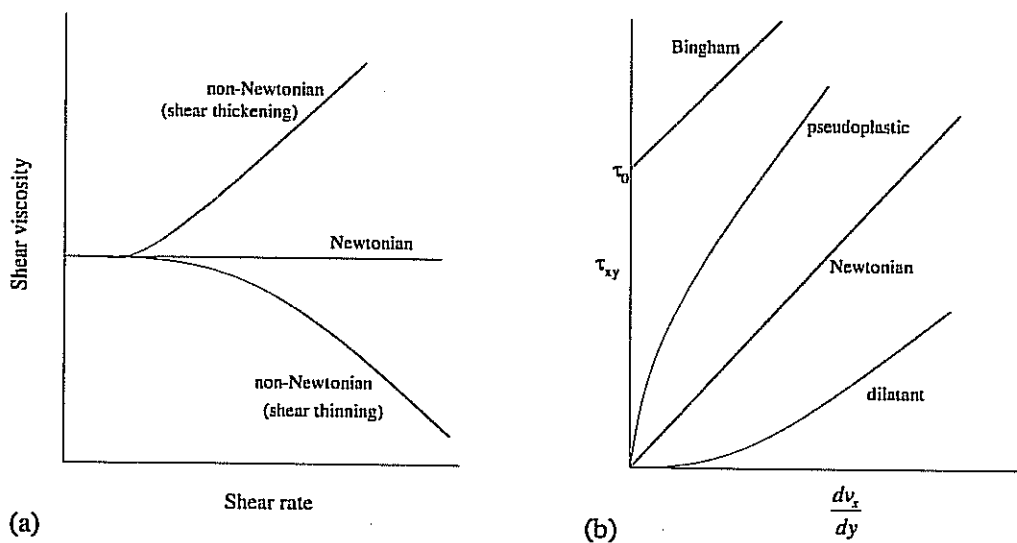 Shear viscosity
non-Newtonian
(shear thickening)
Newtonian
non-Newtonian
(shear thinning)
Shear rate
(a)
Bingham
pseudoplastic
τ₀
τxy
Newtonian
dilatant
dvx
dy
(b)